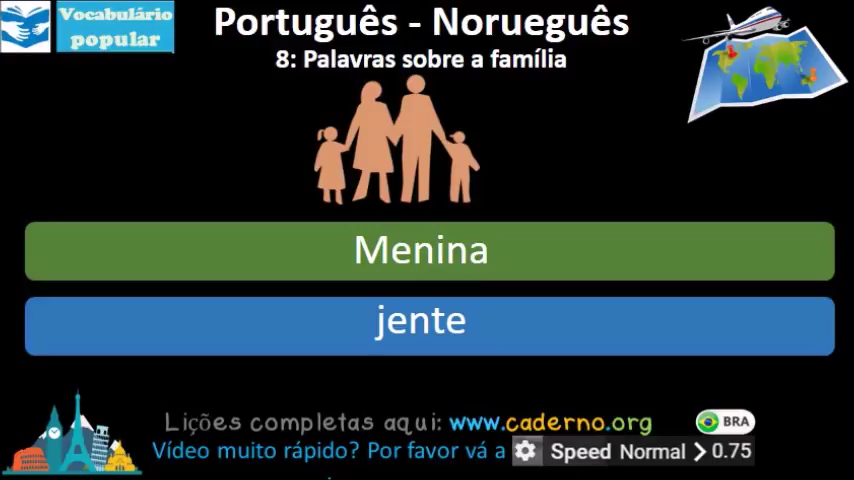 Vocabulário
popular
Português - Norueguês
8: Palavras sobre a família
Menina
jente
Lições completas aqui: www.caderno.org
BRA
Vídeo muito rápido? Por favor vá a Speed Normal > 0.75